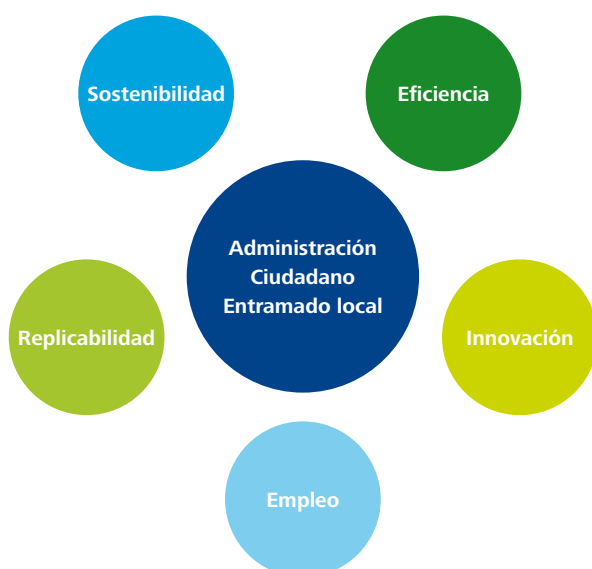 Sostenibilidad
Eficiencia
Administración
Ciudadano
Entramado local
Replicabilidad
Innovación
Empleo